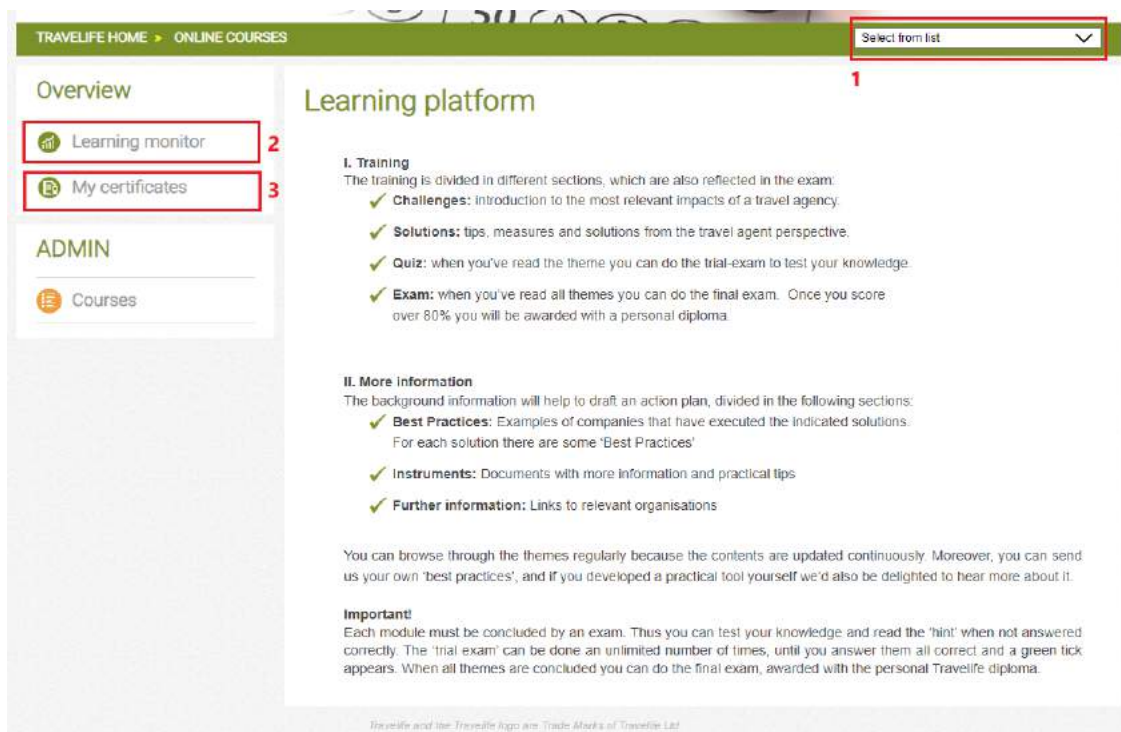 TRAVELIFE HOME > ONLINE COURSES
Select from list
1
Overview
Learning monitor
2
My certificates
3
ADMIN
Courses
Learning platform
I. Training
The training is divided in different sections, which are also reflected in the exam:
✓ Challenges: introduction to the most relevant impacts of a travel agency.
✓ Solutions: tips, measures and solutions from the travel agent perspective.
✓ Quiz: when you've read the theme you can do the trial-exam to test your knowledge.
✓ Exam: when you've read all themes you can do the final exam. Once you score
over 80% you will be awarded with a personal diploma.
II. More information
The background information will help to draft an action plan, divided in the following sections:
✓ Best Practices: Examples of companies that have executed the indicated solutions.
For each solution there are some 'Best Practices'
✓ Instruments: Documents with more information and practical tips
✓ Further information: Links to relevant organisations
You can browse through the themes regularly because the contents are updated continuously. Moreover, you can send
us your own 'best practices', and if you developed a practical tool yourself we'd also be delighted to hear more about it.
Important!
Each module must be concluded by an exam. Thus you can test your knowledge and read the 'hint' when not answered
correctly. The 'trial exam' can be done an unlimited number of times, until you answer them all correct and a green tick
appears. When all themes are concluded you can do the final exam, awarded with the personal Travelife diploma.
Travelife and the Travelife logo are Trade Marks of Travelife Ltd